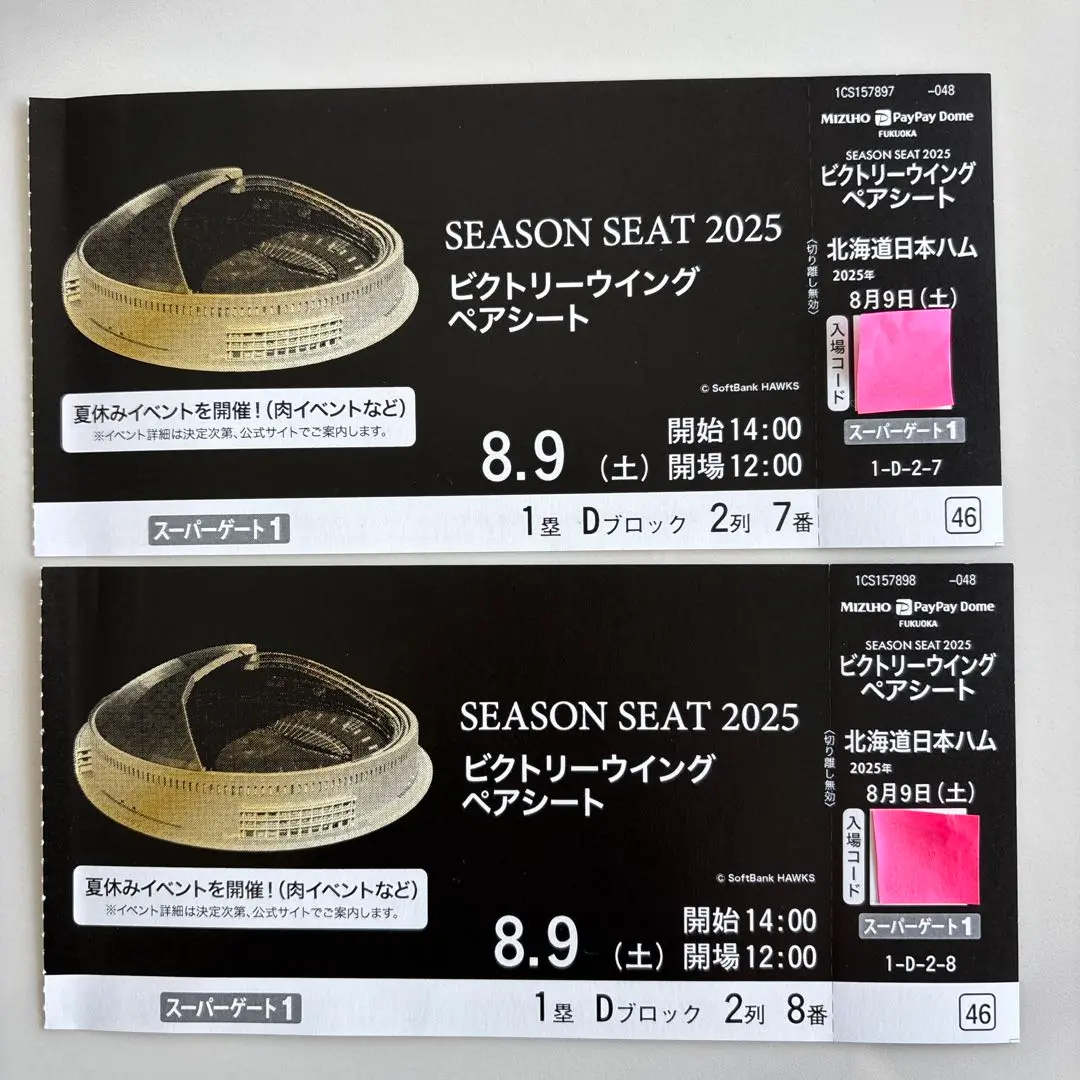 SEASON SEAT 2025
ビクトリーウイング
ペアシート
© SoftBank HAWKS
夏休みイベントを開催!(肉イベントなど)
※イベント詳細は決定次第、公式サイトでご案内します。
8.9(土)
開始14:00
開場12:00
スーパーゲート1
1塁 Dブロック 2列 7番
〈切り離し無効〉
1CS157897 -048
MIZUHO PayPay Dome
FUKUOKA
SEASON SEAT 2025
ビクトリーウイング
ペアシート
北海道日本ハム
2025年
8月9日(土)
入場コード
スーパーゲート1
1-D-2-7
46
SEASON SEAT 2025
ビクトリーウイング
ペアシート
© SoftBank HAWKS
夏休みイベントを開催!(肉イベントなど)
※イベント詳細は決定次第、公式サイトでご案内します。
8.9(土)
開始14:00
開場12:00
スーパーゲート1
1塁 Dブロック 2列 8番
〈切り離し無効〉
1CS157898 -048
MIZUHO PayPay Dome
FUKUOKA
SEASON SEAT 2025
ビクトリーウイング
ペアシート
北海道日本ハム
2025年
8月9日(土)
入場コード
スーパーゲート1
1-D-2-8
46